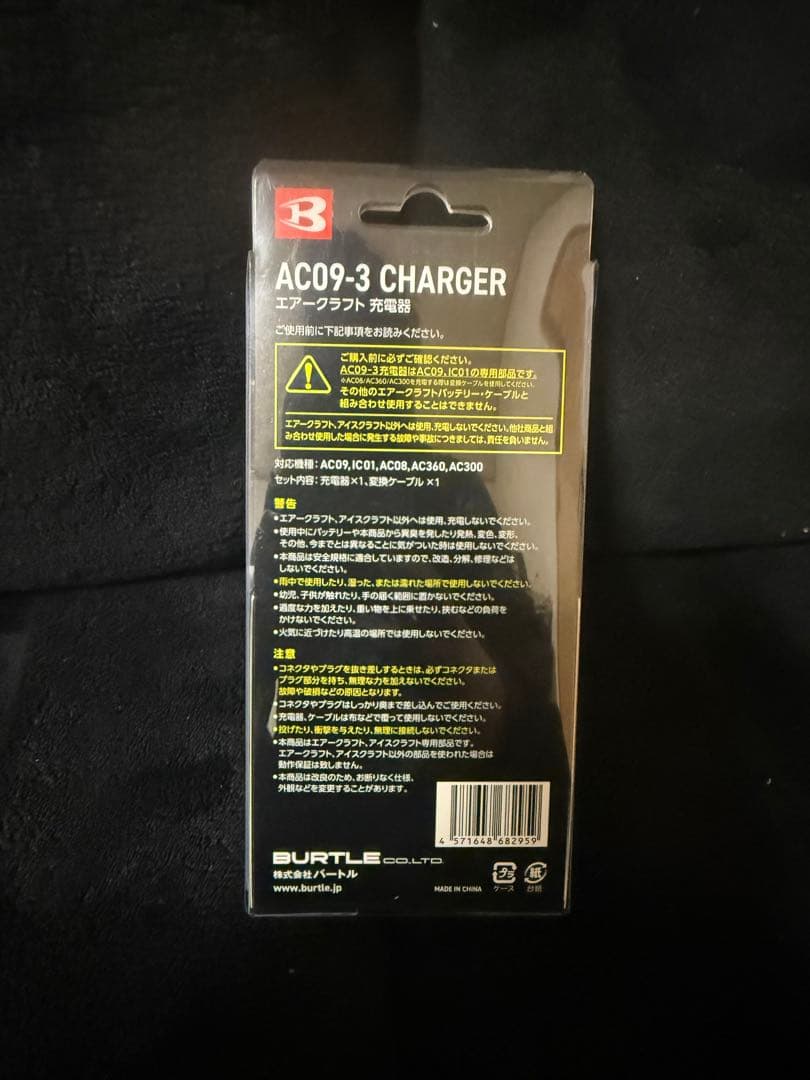 B
AC09-3 CHARGER
エアークラフト 充電器
ご使用前に下記事項をお読みください。
ご購入前に必ずご確認ください。
AC09-3充電器はAC09、IC01の専用部品です。
※AC08/AC360/AC300を充電する際は変換ケーブルを使用してください。
その他のエアークラフトバッテリー・ケーブルと
組み合わせ使用することはできません。
エアークラフト、アイスクラフト以外へは使用、充電しないでください。他社商品と組
み合わせ使用した場合に発生する故障や事故につきましては、責任を負いません。
対応機種：AC09,IC01,AC08,AC360,AC300
セット内容：充電器×1、変換ケーブル×1
警告
●エアークラフト、アイスクラフト以外へは使用、充電しないでください。
●使用中にバッテリーや本商品から異臭を発したり発熱、変色、変形、
その他、今までとは異なることに気がついた時は使用しないでください。
●本商品は安全規格に適合していますので、改造、分解、修理などは
しないでください。
●雨中で使用したり、湿った、または濡れた場所で使用しないでください。
●幼児、子供が触れたり、手の届く範囲に置かないでください。
●過度な力を加えたり、重い物を上に乗せたり、挟むなどの負荷を
かけないでください。
●火気に近づけたり高温の場所では使用しないでください。
注意
●コネクタやプラグを抜き差しするときは、必ずコネクタまたは
プラグ部分を持ち、無理な力を加えないでください。
故障や破損などの原因となります。
●コネクタやプラグはしっかり奥まで差し込んでご使用ください。
●充電器、ケーブルは布などで覆って使用しないでください。
●投げたり、衝撃を与えたり、無理に接続しないでください。
●本商品はエアークラフト、アイスクラフト専用部品です。
エアークラフト、アイスクラフト以外の部品を使われた場合は
動作保証は致しません。
●本商品は改良のため、お断りなく仕様、
外観などを変更することがあります。
4 571648 682959
BURTLE CO.,LTD.
株式会社バートル
www.burtle.jp
MADE IN CHINA
プラ
ケース
紙
台紙